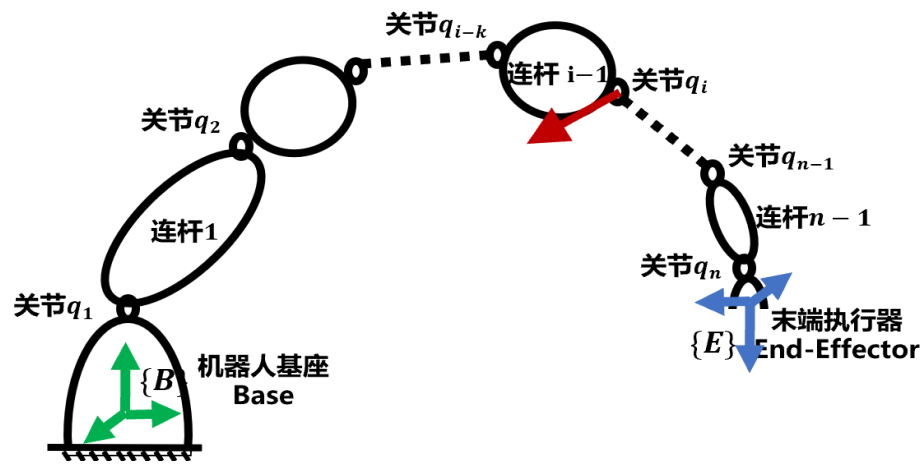 关节q_{i-k}
连杆 i-1
关节q_i
关节q_2
关节q_{n-1}
连杆1
连杆n - 1
关节q_n
关节q_1
末端执行器
{E}
End-Effector
机器人基座
{B}
Base